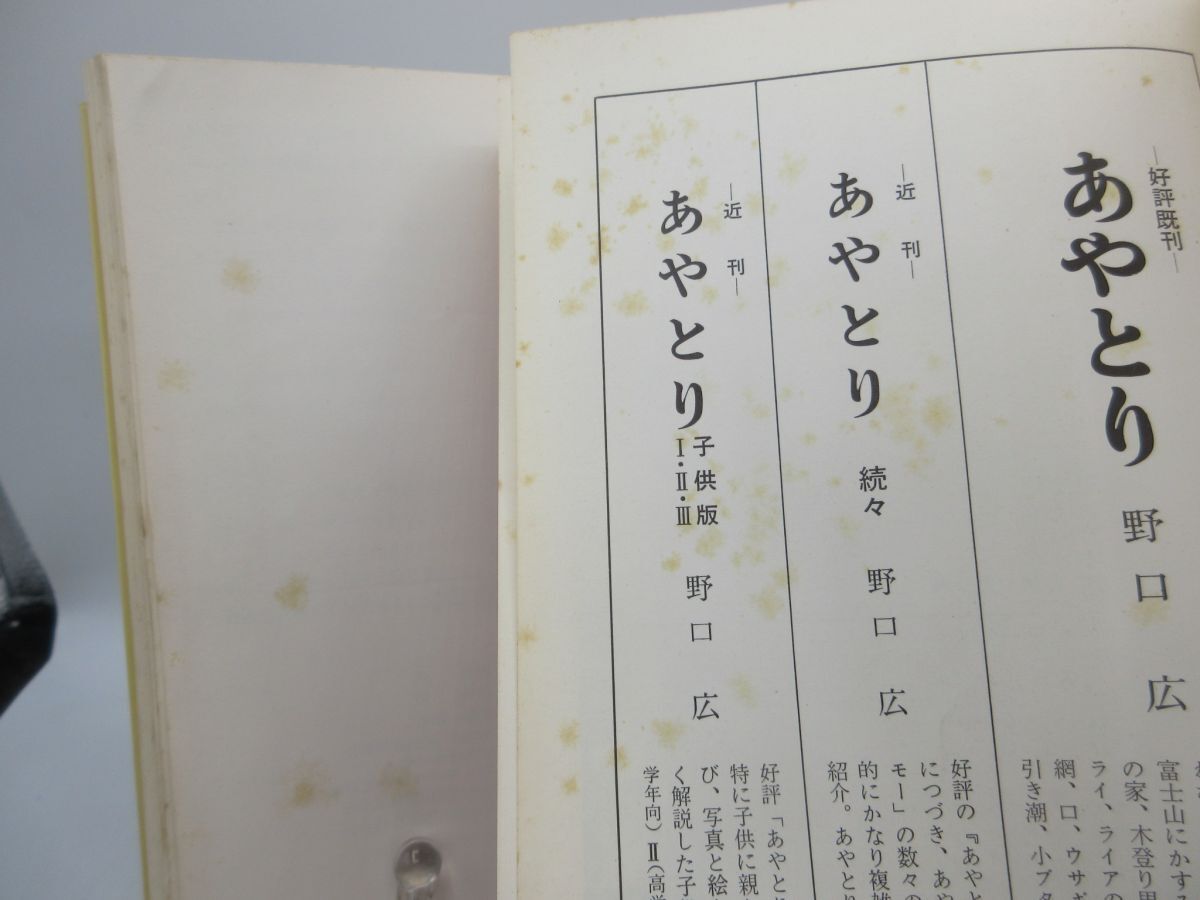 ―好評既刊―
あやとり
野口 広
富士山にかすみ
の家、木登り男
ライ、ライアの
網、口、ウサギ
引き潮、小ブタ
―近 刊―
あやとり
続々
野口 広
好評の『あやと
につづき、あや
モー」の数々の
的にかなり複雑
紹介。あやとり
―近 刊―
あやとり
子供版
Ⅰ・Ⅱ・Ⅲ
野口 広
好評「あやとり
特に子供に親
び、写真と絵
く解説した子
学年向）Ⅱ（高学